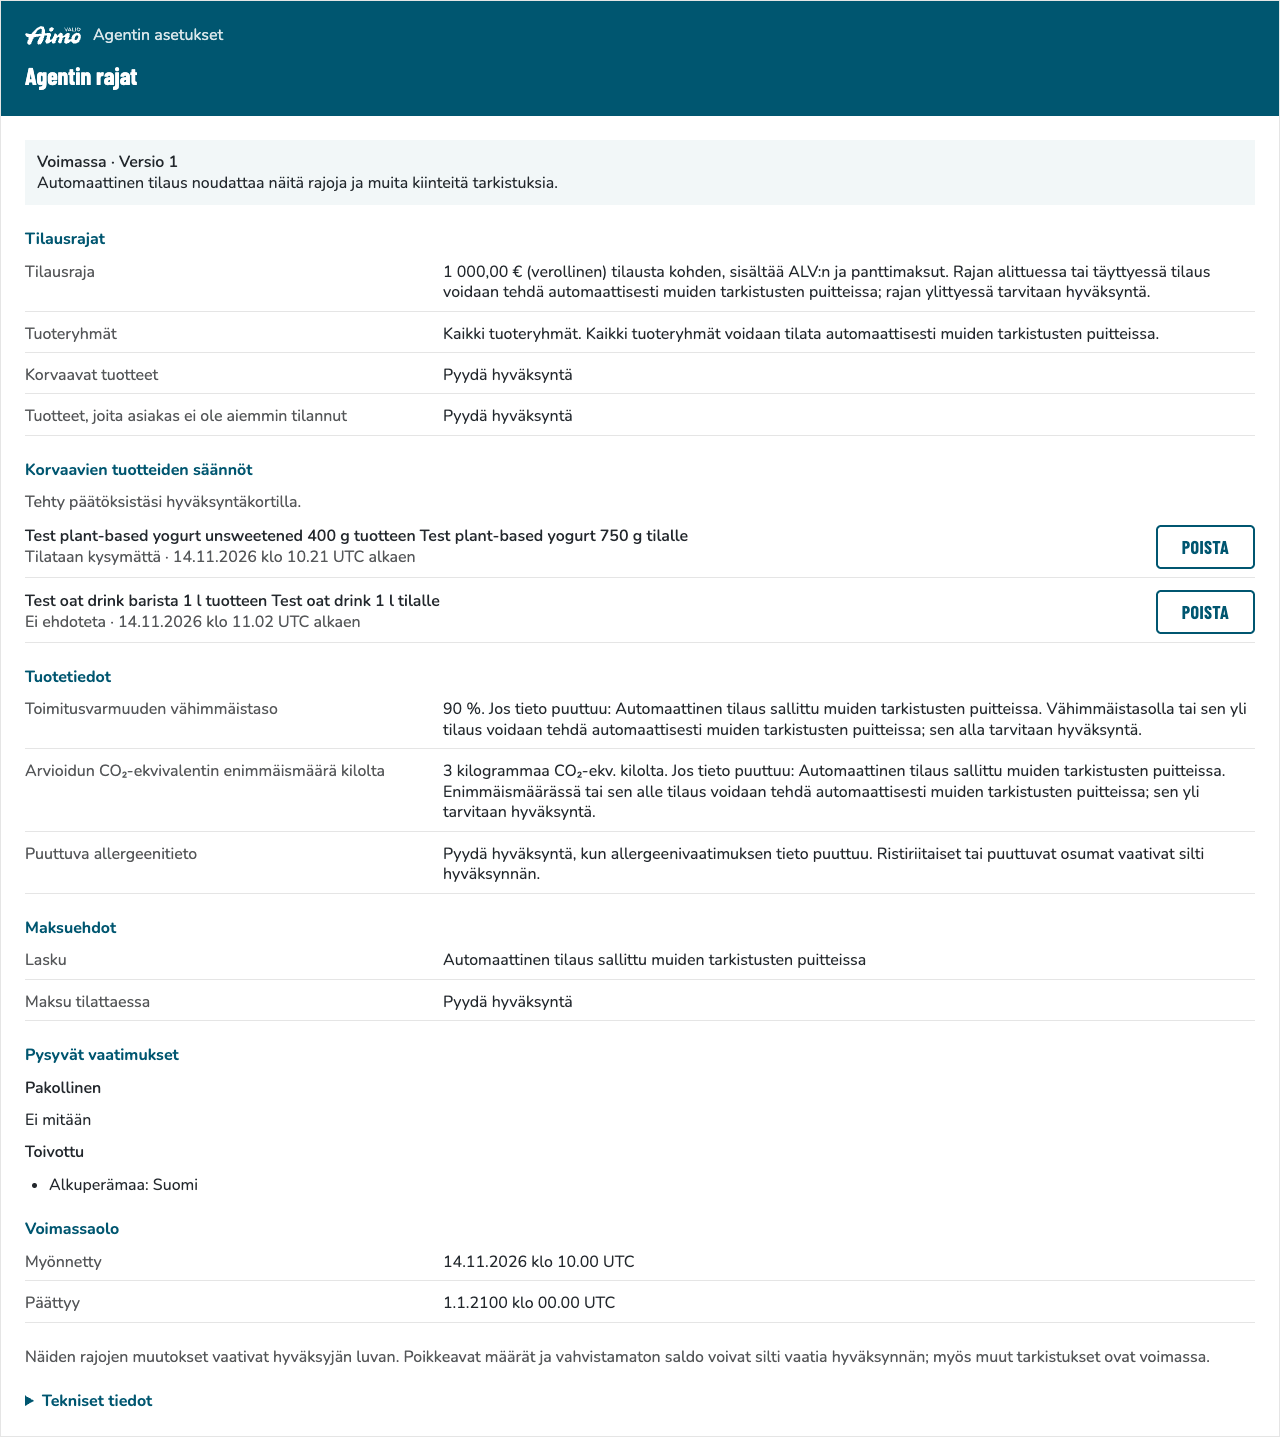 Aimo VALIO Agentin asetukset
Agentin rajat
Voimassa · Versio 1
Automaattinen tilaus noudattaa näitä rajoja ja muita kiinteitä tarkistuksia.
Tilausrajat
Tilausraja
1 000,00 € (verollinen) tilausta kohden, sisältää ALV:n ja panttimaksut. Rajan alittuessa tai täyttyessä tilaus
voidaan tehdä automaattisesti muiden tarkistusten puitteissa; rajan ylittyessä tarvitaan hyväksyntä.
Tuoteryhmät
Kaikki tuoteryhmät. Kaikki tuoteryhmät voidaan tilata automaattisesti muiden tarkistusten puitteissa.
Korvaavat tuotteet
Pyydä hyväksyntä
Tuotteet, joita asiakas ei ole aiemmin tilannut
Pyydä hyväksyntä
Korvaavien tuotteiden säännöt
Tehty päätöksistäsi hyväksyntäkortilla.
Test plant-based yogurt unsweetened 400 g tuotteen Test plant-based yogurt 750 g tilalle
Tilataan kysymättä · 14.11.2026 klo 10.21 UTC alkaen
POISTA
Test oat drink barista 1 l tuotteen Test oat drink 1 l tilalle
Ei ehdoteta · 14.11.2026 klo 11.02 UTC alkaen
POISTA
Tuotetiedot
Toimitusvarmuuden vähimmäistaso
90 %. Jos tieto puuttuu: Automaattinen tilaus sallittu muiden tarkistusten puitteissa. Vähimmäistasolla tai sen yli
tilaus voidaan tehdä automaattisesti muiden tarkistusten puitteissa; sen alla tarvitaan hyväksyntä.
Arvioidun CO₂-ekvivalentin enimmäismäärä kilolta
3 kilogrammaa CO₂-ekv. kilolta. Jos tieto puuttuu: Automaattinen tilaus sallittu muiden tarkistusten puitteissa.
Enimmäismäärässä tai sen alle tilaus voidaan tehdä automaattisesti muiden tarkistusten puitteissa; sen yli
tarvitaan hyväksyntä.
Puuttuva allergeenitieto
Pyydä hyväksyntä, kun allergeenivaatimuksen tieto puuttuu. Ristiriitaiset tai puuttuvat osumat vaativat silti
hyväksynnän.
Maksuehdot
Lasku
Automaattinen tilaus sallittu muiden tarkistusten puitteissa
Maksu tilattaessa
Pyydä hyväksyntä
Pysyvät vaatimukset
Pakollinen
Ei mitään
Toivottu
• Alkuperämaa: Suomi
Voimassaolo
Myönnetty
14.11.2026 klo 10.00 UTC
Päättyy
1.1.2100 klo 00.00 UTC
Näiden rajojen muutokset vaativat hyväksyjän luvan. Poikkeavat määrät ja vahvistamaton saldo voivat silti vaatia hyväksynnän; myös muut tarkistukset ovat voimassa.
Tekniset tiedot